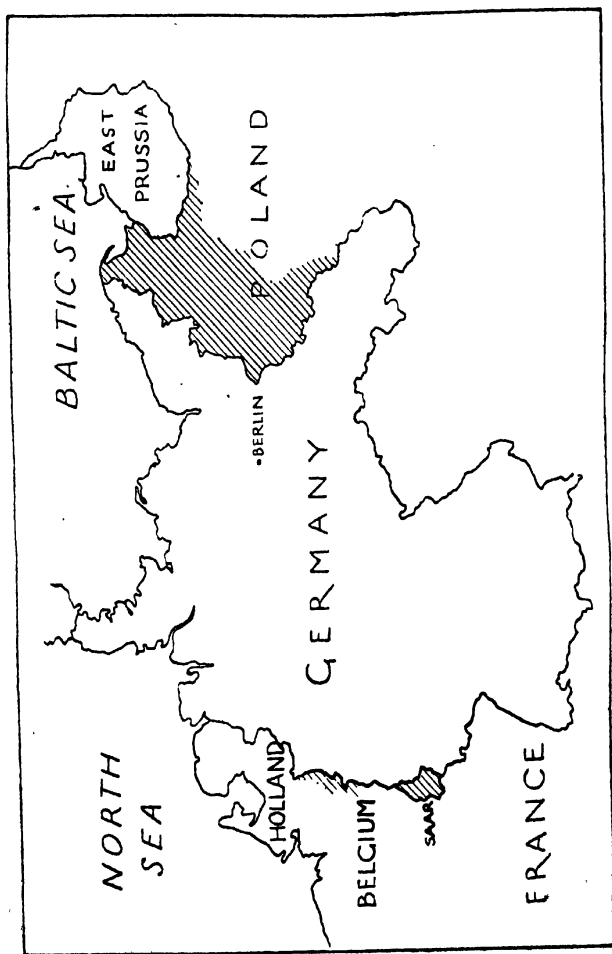 NORTH
SEA
BALTIC SEA
EAST
PRUSSIA
HOLLAND
•BERLIN
POLAND
GERMANY
BELGIUM
SAAR
FRANCE